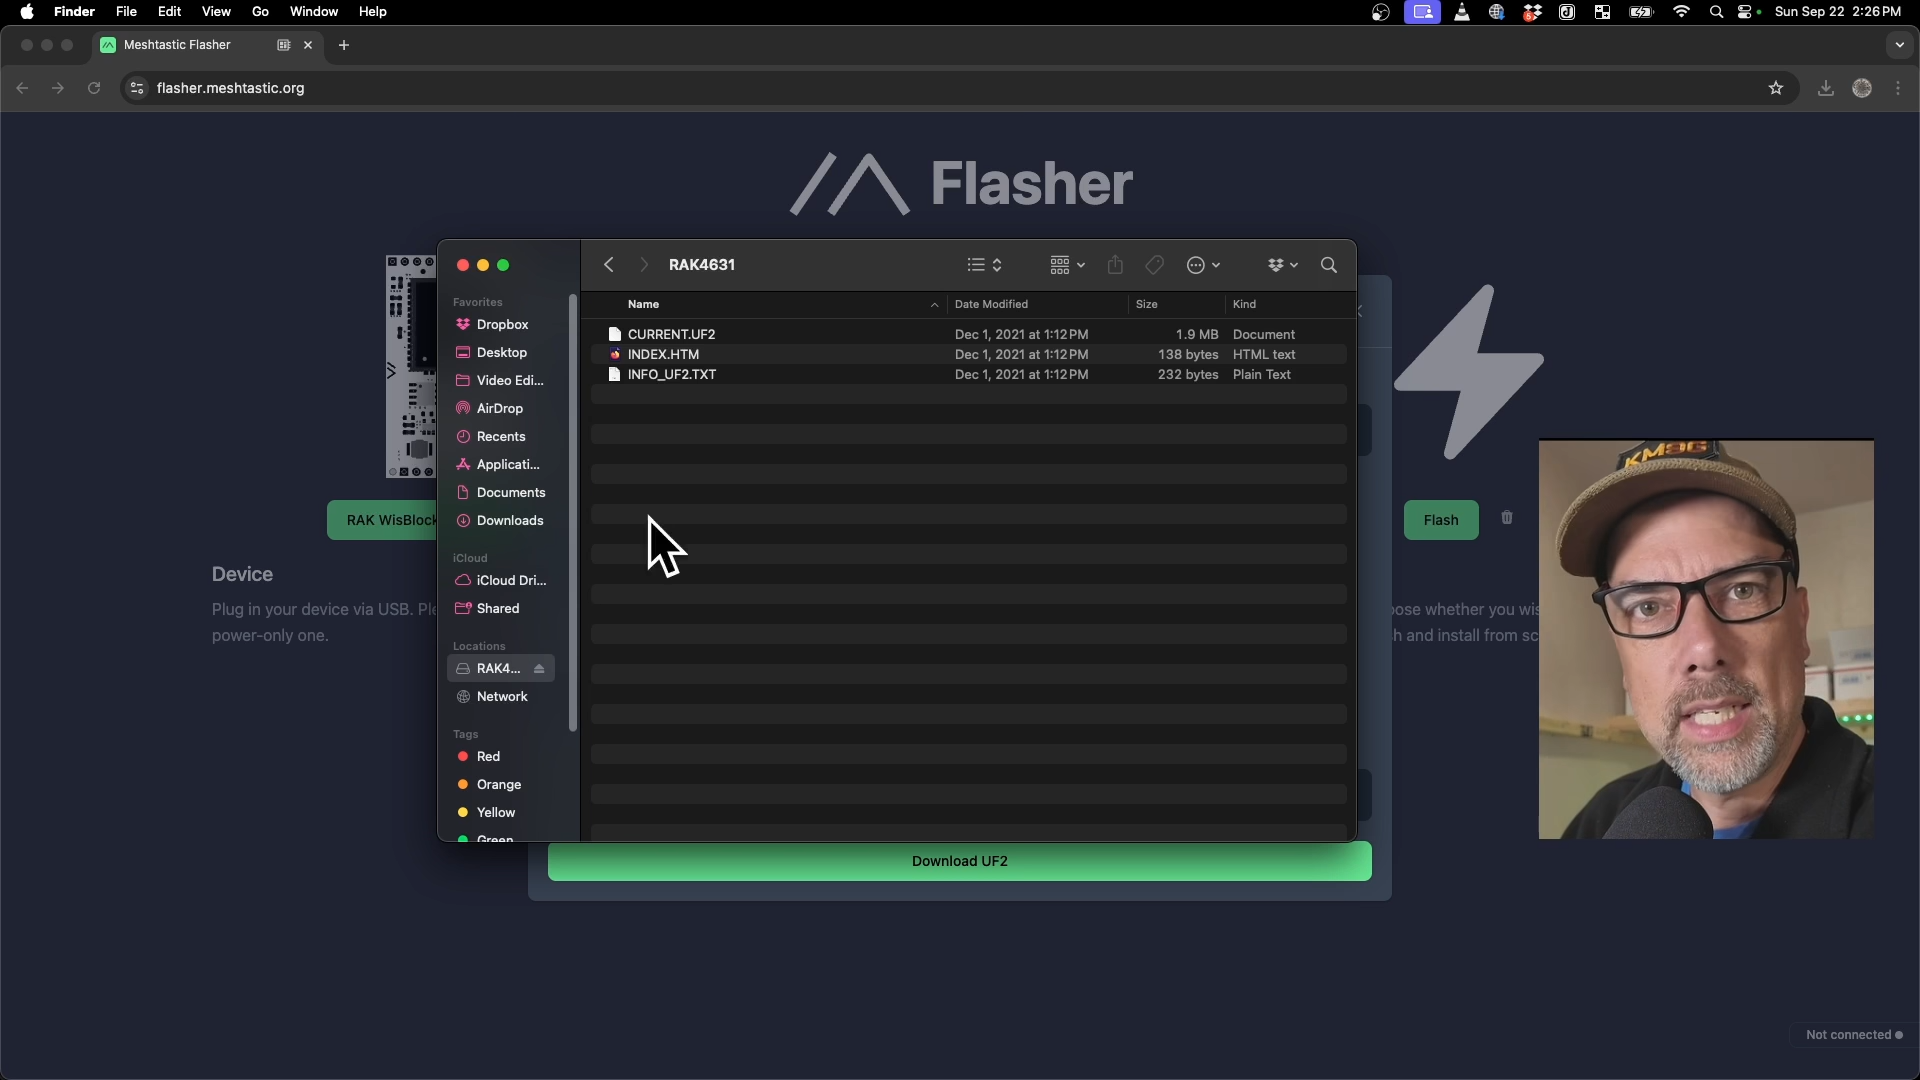 Finder File Edit View Go Window Help
Sun Sep 22 2:26 PM
Meshtastic Flasher
flasher.meshtastic.org
Flasher
RAK4631
Favorites
Dropbox
Desktop
Video Edi...
AirDrop
Recents
Applicati...
Documents
Downloads
iCloud
iCloud Dri...
Shared
Locations
RAK4...
Network
Tags
Red
Orange
Yellow
Green
Name Date Modified Size Kind
CURRENT.UF2 Dec 1, 2021 at 1:12 PM 1.9 MB Document
INDEX.HTM Dec 1, 2021 at 1:12 PM 138 bytes HTML text
INFO_UF2.TXT Dec 1, 2021 at 1:12 PM 232 bytes Plain Text
RAK WisBlock
Device
Plug in your device via USB. Ple
power-only one.
Flash
ose whether you wis
h and install from sc
Download UF2
Not connected